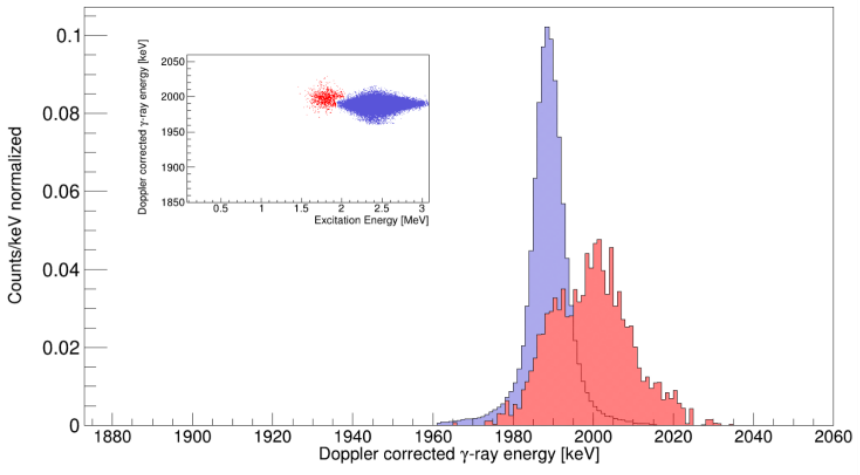 0.1
0.08
0.06
0.04
0.02
0
Counts/keV normalized
2050
2000
1950
1900
1850
Doppler corrected γ-ray energy [keV]
0.5 1 1.5 2 2.5 3
Excitation Energy [MeV]
1880 1900 1920 1940 1960 1980 2000 2020 2040 2060
Doppler corrected γ-ray energy [keV]